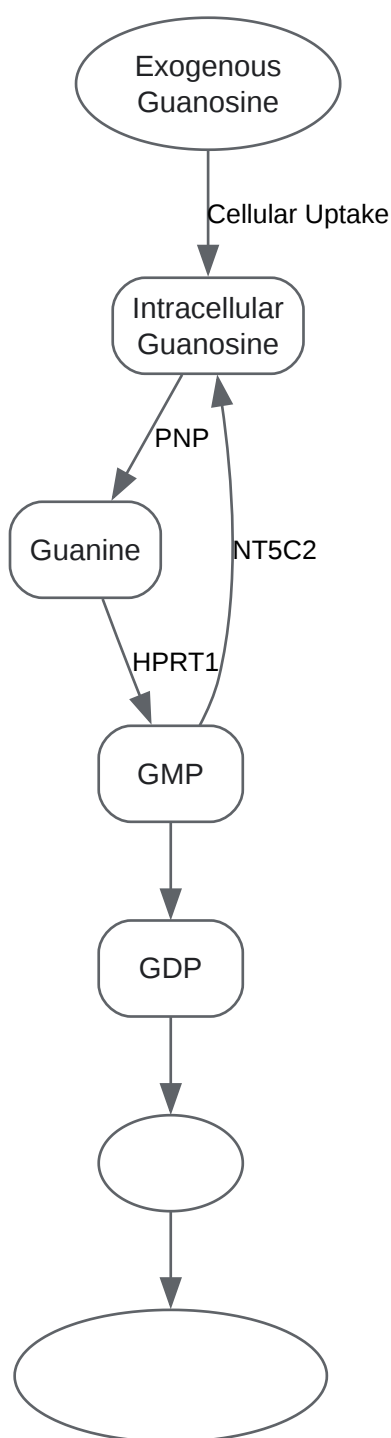 Exogenous
Guanosine
Cellular Uptake
Intracellular
Guanosine
PNP
Guanine
NT5C2
HPRT1
GMP
GDP